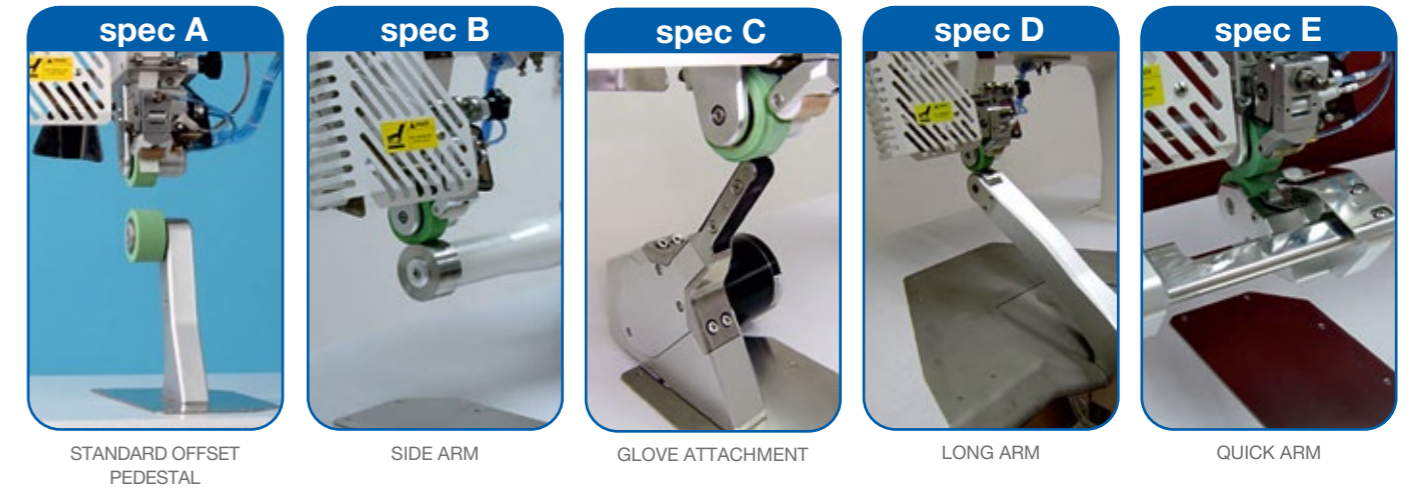 spec A
spec B
spec C
spec D
spec E
STANDARD OFFSET
PEDESTAL
SIDE ARM
GLOVE ATTACHMENT
LONG ARM
QUICK ARM